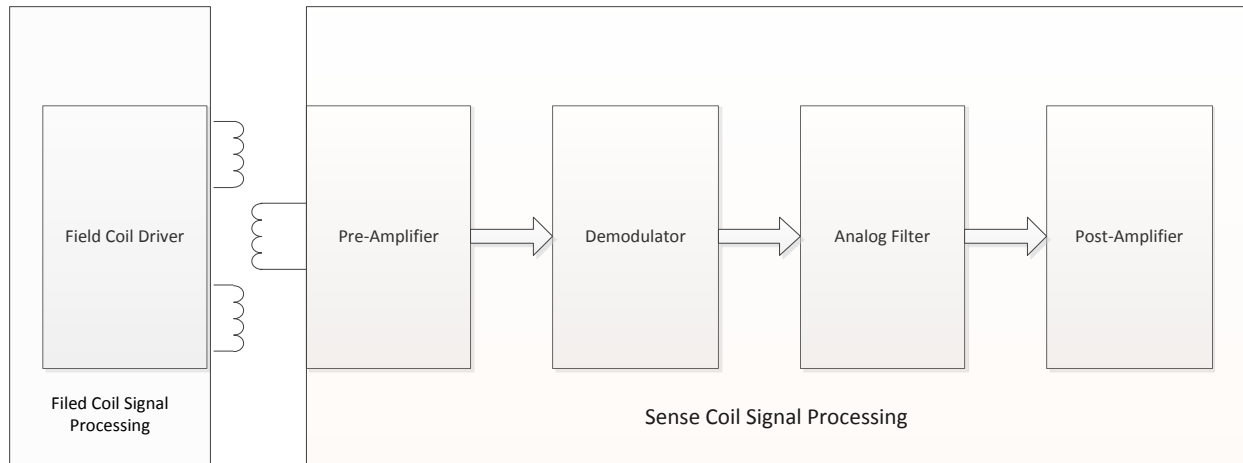 Field Coil Driver
Pre-Amplifier
Demodulator
Analog Filter
Post-Amplifier
Filed Coil Signal
Processing
Sense Coil Signal Processing